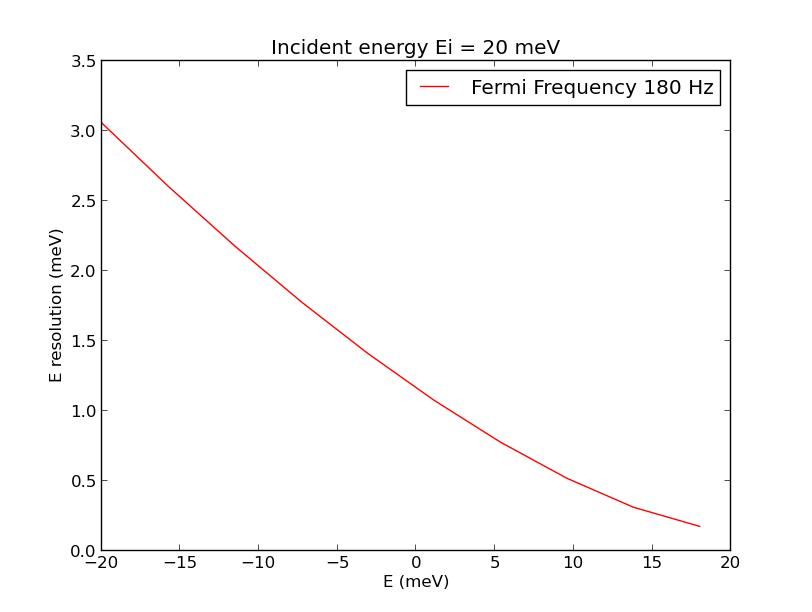 Incident energy Ei = 20 meV
Fermi Frequency 180 Hz
E resolution (meV)
3.5
3.0
2.5
2.0
1.5
1.0
0.5
0.0
−20 −15 −10 −5 0 5 10 15 20
E (meV)